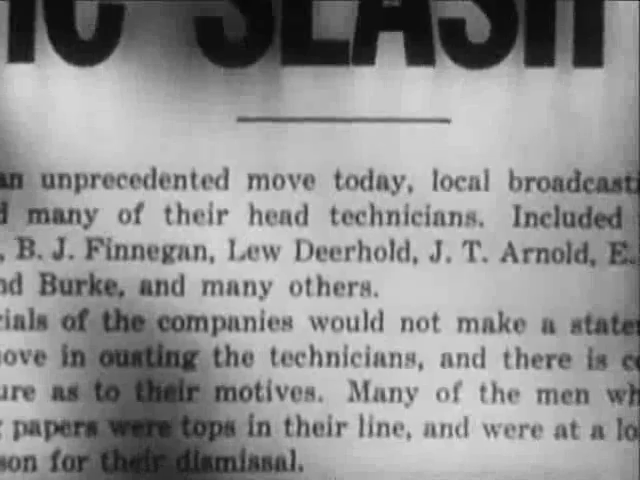 IC SLASH
an unprecedented move today, local broadcasti
d many of their head technicians. Included
, B. J. Finnegan, Lew Deerhold, J. T. Arnold, E.
nd Burke, and many others.
cials of the companies would not make a state
ove in ousting the technicians, and there is co
ure as to their motives. Many of the men wh
g papers were tops in their line, and were at a lo
son for their dismissal.